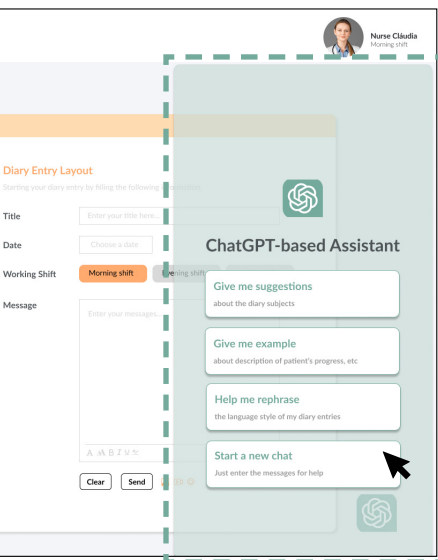 Nurse Cláudia
Morning shift
Diary Entry Layout
Starting your diary entry by filling the following
Title
Enter your title here...
Date
Choose a date
Working Shift
Morning shift
Evening shift
Message
Enter your messages...
A AA B I U
Clear
Send
ChatGPT-based Assistant
Give me suggestions
about the diary subjects
Give me example
about description of patient's progress, etc
Help me rephrase
the language style of my diary entries
Start a new chat
Just enter the messages for help